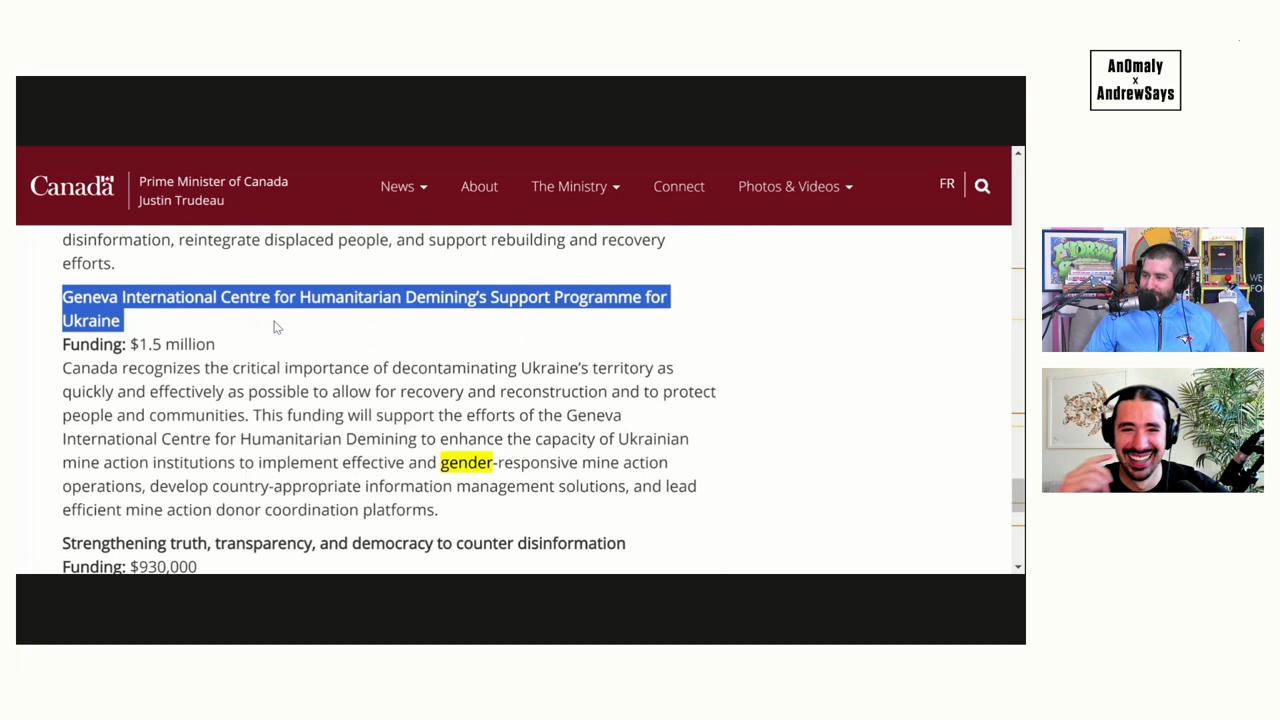 AnOmaly
x
AndrewSays
Canada
Prime Minister of Canada
Justin Trudeau
News
About
The Ministry
Connect
Photos & Videos
FR
disinformation, reintegrate displaced people, and support rebuilding and recovery
efforts.
Geneva International Centre for Humanitarian Demining's Support Programme for
Ukraine
Funding: $1.5 million
Canada recognizes the critical importance of decontaminating Ukraine's territory as
quickly and effectively as possible to allow for recovery and reconstruction and to protect
people and communities. This funding will support the efforts of the Geneva
International Centre for Humanitarian Demining to enhance the capacity of Ukrainian
mine action institutions to implement effective and gender-responsive mine action
operations, develop country-appropriate information management solutions, and lead
efficient mine action donor coordination platforms.
Strengthening truth, transparency, and democracy to counter disinformation
Funding: $930,000